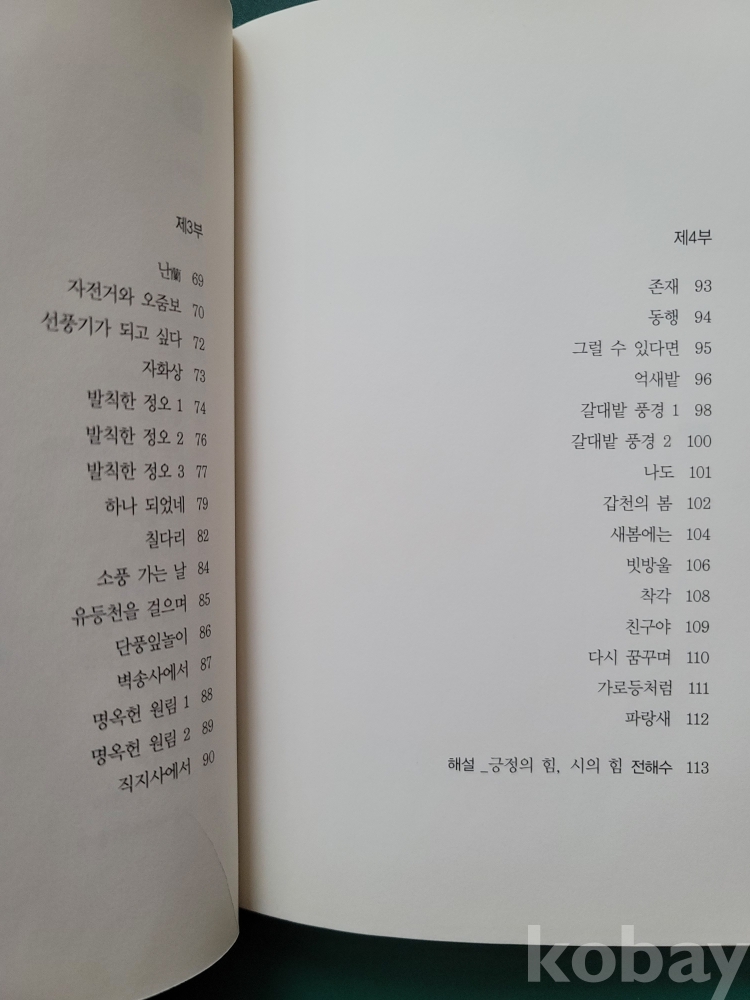 제3부
난蘭 69
자전거와 오줌보 70
선풍기가 되고 싶다 72
자화상 73
발칙한 정오 1 74
발칙한 정오 2 76
발칙한 정오 3 77
하나 되었네 79
칠다리 82
소풍 가는 날 84
유등천을 걸으며 85
단풍잎놀이 86
벽송사에서 87
명옥헌 원림 1 88
명옥헌 원림 2 89
직지사에서 90
제4부
존재 93
동행 94
그럴 수 있다면 95
억새밭 96
갈대밭 풍경 1 98
갈대밭 풍경 2 100
나도 101
갑천의 봄 102
새봄에는 104
빗방울 106
착각 108
친구야 109
다시 꿈꾸며 110
가로등처럼 111
파랑새 112
해설 _긍정의 힘, 시의 힘 전해수 113
kobay